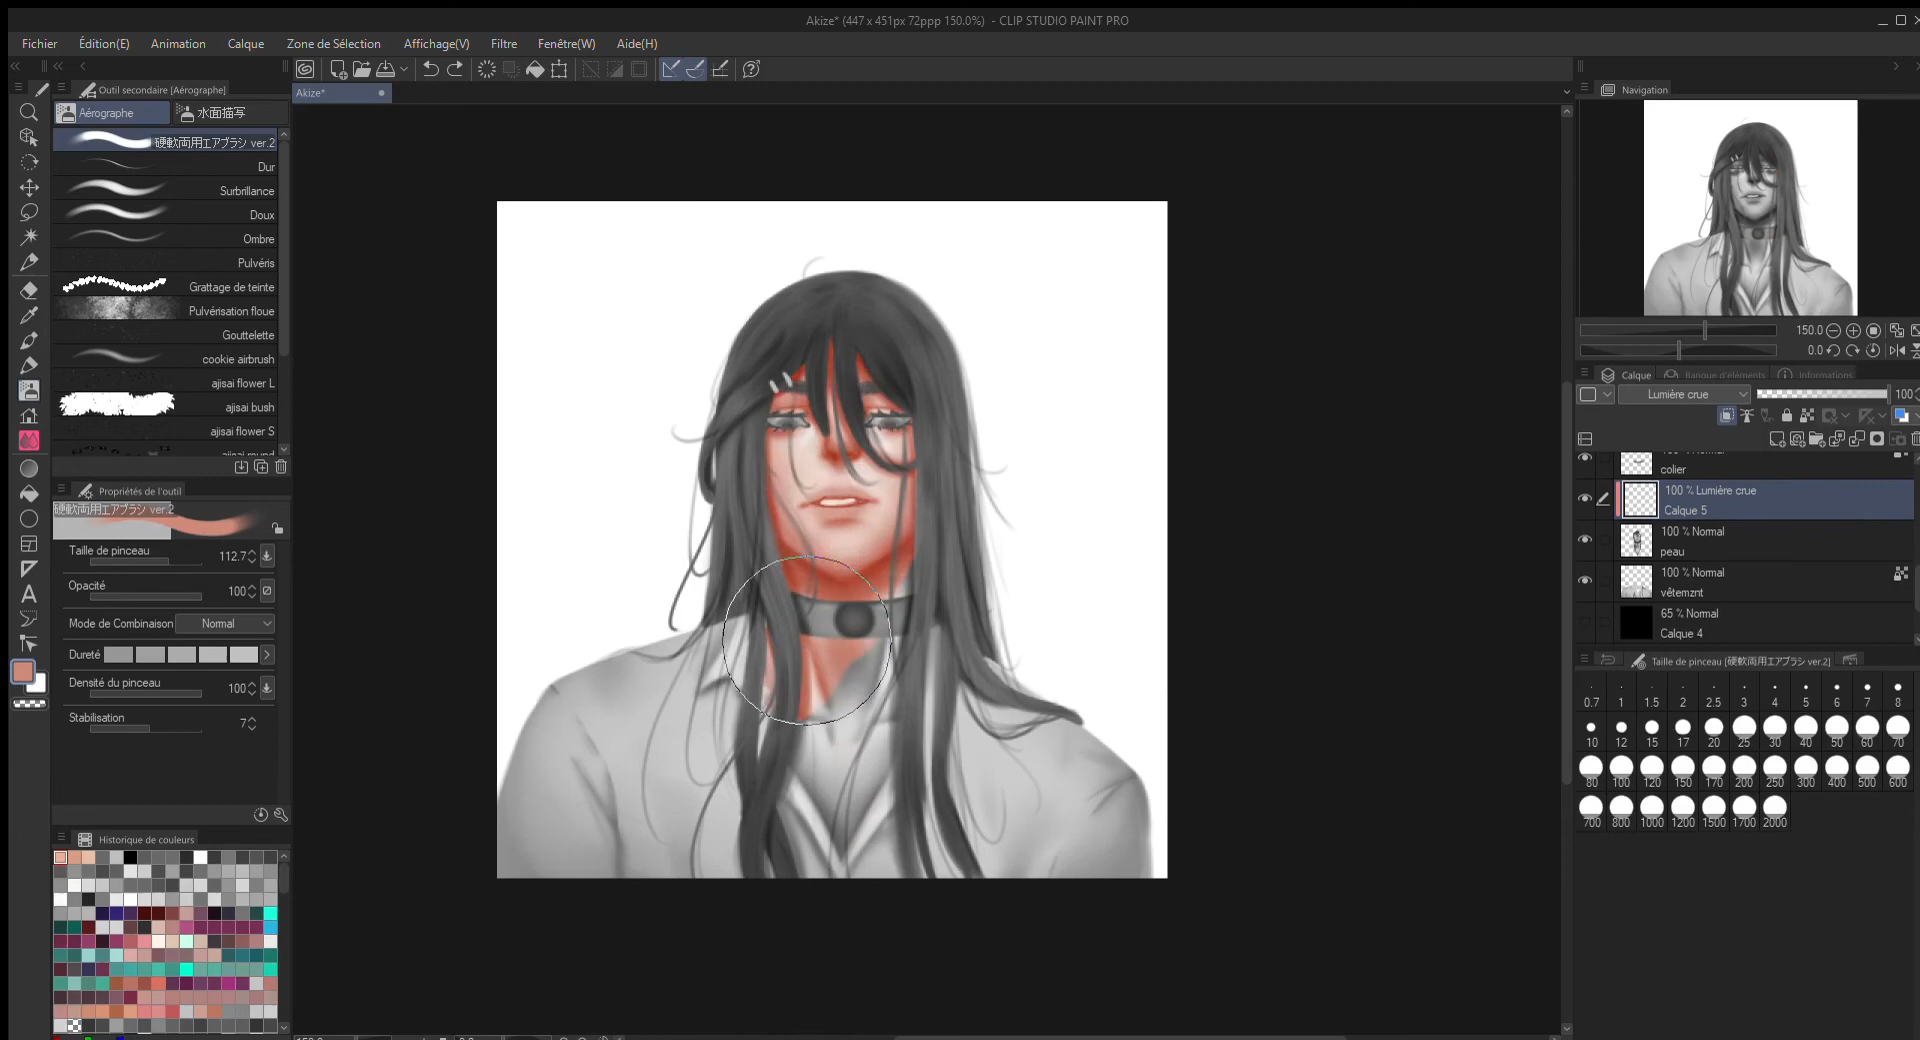 Akize* (447 x 451px 72ppp 150.0%) - CLIP STUDIO PAINT PRO
Fichier Édition(E) Animation Calque Zone de Sélection Affichage(V) Filtre Fenêtre(W) Aide(H)
Outil secondaire [Aérographe]
Aérographe 水面描写
硬軟両用エアブラシ ver.2
Dur
Surbrillance
Doux
Ombre
Pulvéris
Grattage de teinte
Pulvérisation floue
Gouttelette
cookie airbrush
ajisai flower L
ajisai bush
ajisai flower S
ajisai round
Propriétés de l'outil
硬軟両用エアブラシ ver.2
Taille de pinceau 112.7
Opacité 100
Mode de Combinaison Normal
Dureté
Densité du pinceau 100
Stabilisation 7
Historique de couleurs
Akize*
Navigation
150.0
0.0
Calque Banque d'éléments Informations
Lumière crue 100
colier
100 % Lumière crue
Calque 5
100 % Normal
peau
100 % Normal
vêtemznt
65 % Normal
Calque 4
Taille de pinceau [硬軟両用エアブラシ ver.2]
0.7 1 1.5 2 2.5 3 4 5 6 7 8
10 12 15 17 20 25 30 40 50 60 70
80 100 120 150 170 200 250 300 400 500 600
700 800 1000 1200 1500 1700 2000